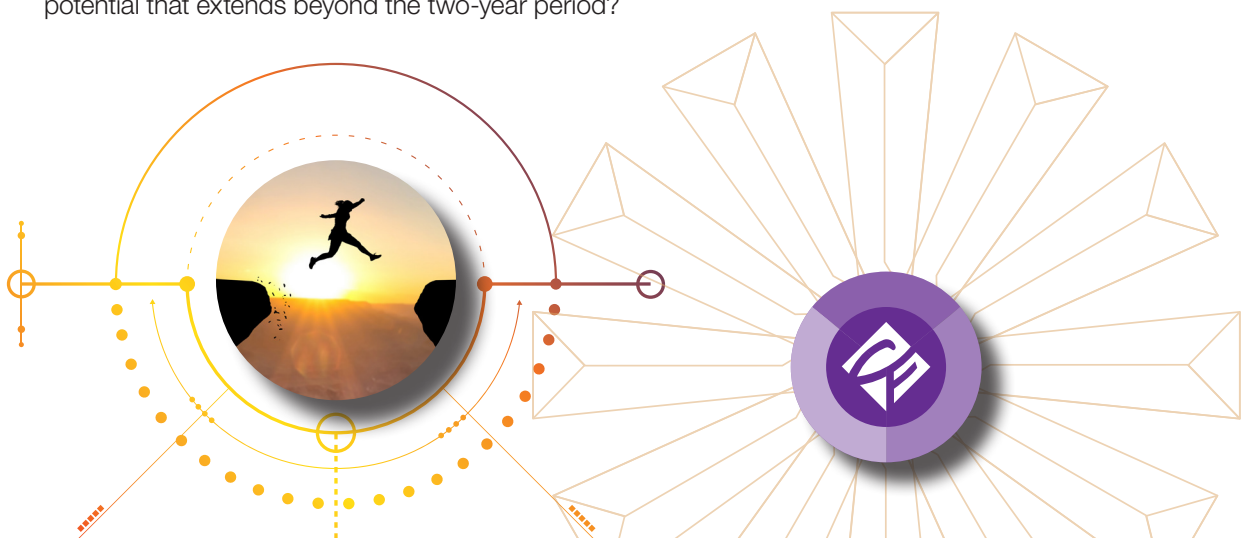 potential that extends beyond the two-year period?